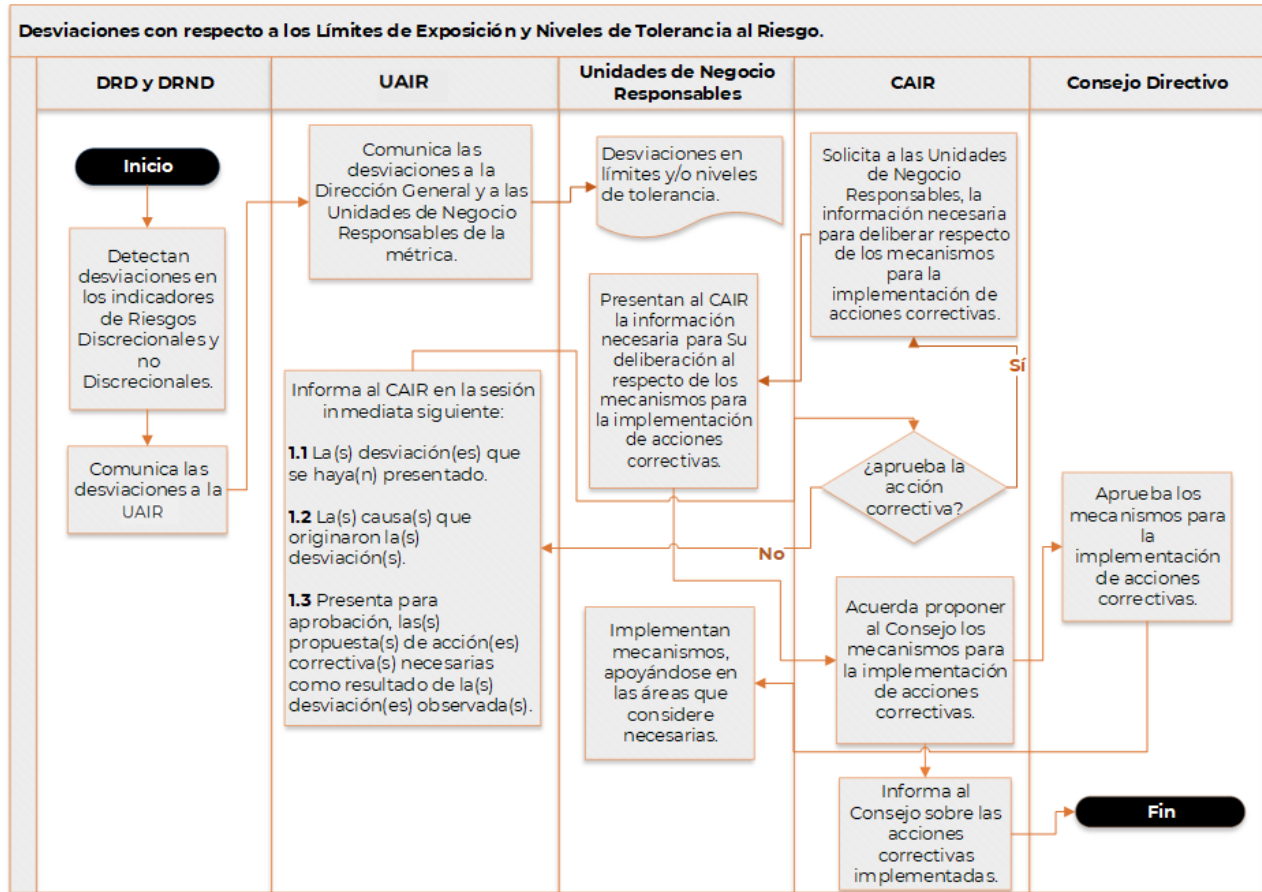 Desviaciones con respecto a los Límites de Exposición y Niveles de Tolerancia al Riesgo.
DRD y DRND
UAIR
Unidades de Negocio
Responsables
CAIR
Consejo Directivo
Inicio
Detectan
desviaciones en
los indicadores
de Riesgos
Discrecionales y
no
Discrecionales.
Comunica las
desviaciones a la
UAIR
Comunica las
desviaciones a la
Dirección General y a las
Unidades de Negocio
Responsables de la
métrica.
Informa al CAIR en la sesión
inmediata siguiente:
1.1 La(s) desviación(es) que
se haya(n) presentado.
1.2 La(s) causa(s) que
originaron la(s)
desviación(s).
1.3 Presenta para
aprobación, las(s)
propuesta(s) de acción(es)
correctiva(s) necesarias
como resultado de la(s)
desviación(es) observada(s).
Desviaciones en
límites y/o niveles
de tolerancia.
Presentan al CAIR
la información
necesaria para Su
deliberación al
respecto de los
mecanismos para
la implementación
de acciones
correctivas.
Implementan
mecanismos,
apoyándose en
las áreas que
considere
necesarias.
Solicita a las Unidades
de Negocio
Responsables, la
información necesaria
para deliberar respecto
de los mecanismos
para la
implementación de
acciones correctivas.
Sí
¿aprueba la
acción
correctiva?
No
Acuerda proponer
al Consejo los
mecanismos para
la implementación
de acciones
correctivas.
Informa al
Consejo sobre las
acciones
correctivas
implementadas.
Aprueba los
mecanismos para
la
implementación
de acciones
correctivas.
Fin